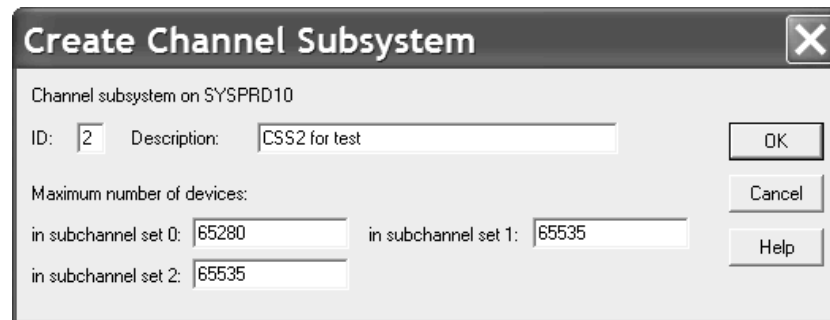 Create Channel Subsystem
Channel subsystem on SYSPRD10
ID: 2 Description: CSS2 for test
OK
Maximum number of devices:
Cancel
in subchannel set 0: 65280 in subchannel set 1: 65535
Help
in subchannel set 2: 65535